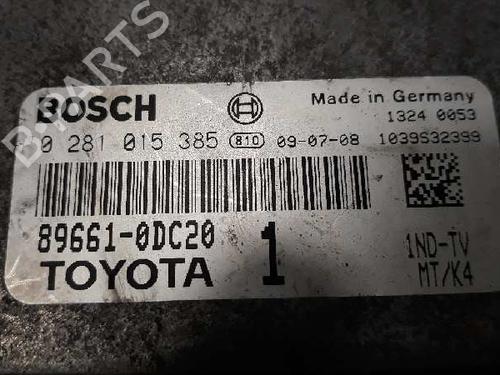 B-PARTS
BOSCH
Made in Germany
1324 0053
0 281 015 385 810 09-07-08 1039S32399
89661-0DC20
1
1ND-TV
TOYOTA
MT/K4